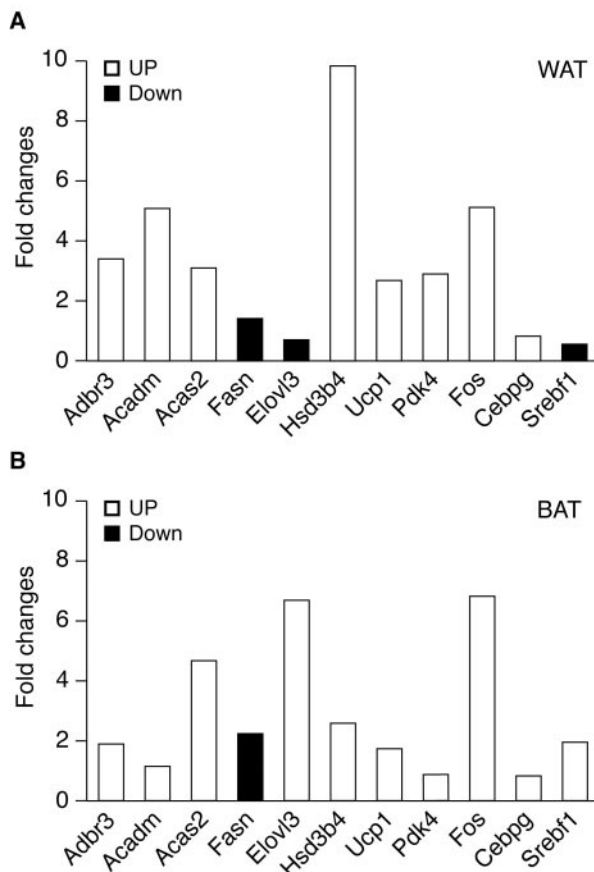 A
UP
Down
WAT
Fold changes
10
8
6
4
2
0
Adbr3
Acadm
Acas2
Fasn
Elovl3
Hsd3b4
Ucp1
Pdk4
Fos
Cebpg
Srebf1
B
UP
Down
BAT
Fold changes
10
8
6
4
2
0
Adbr3
Acadm
Acas2
Fasn
Elovl3
Hsd3b4
Ucp1
Pdk4
Fos
Cebpg
Srebf1